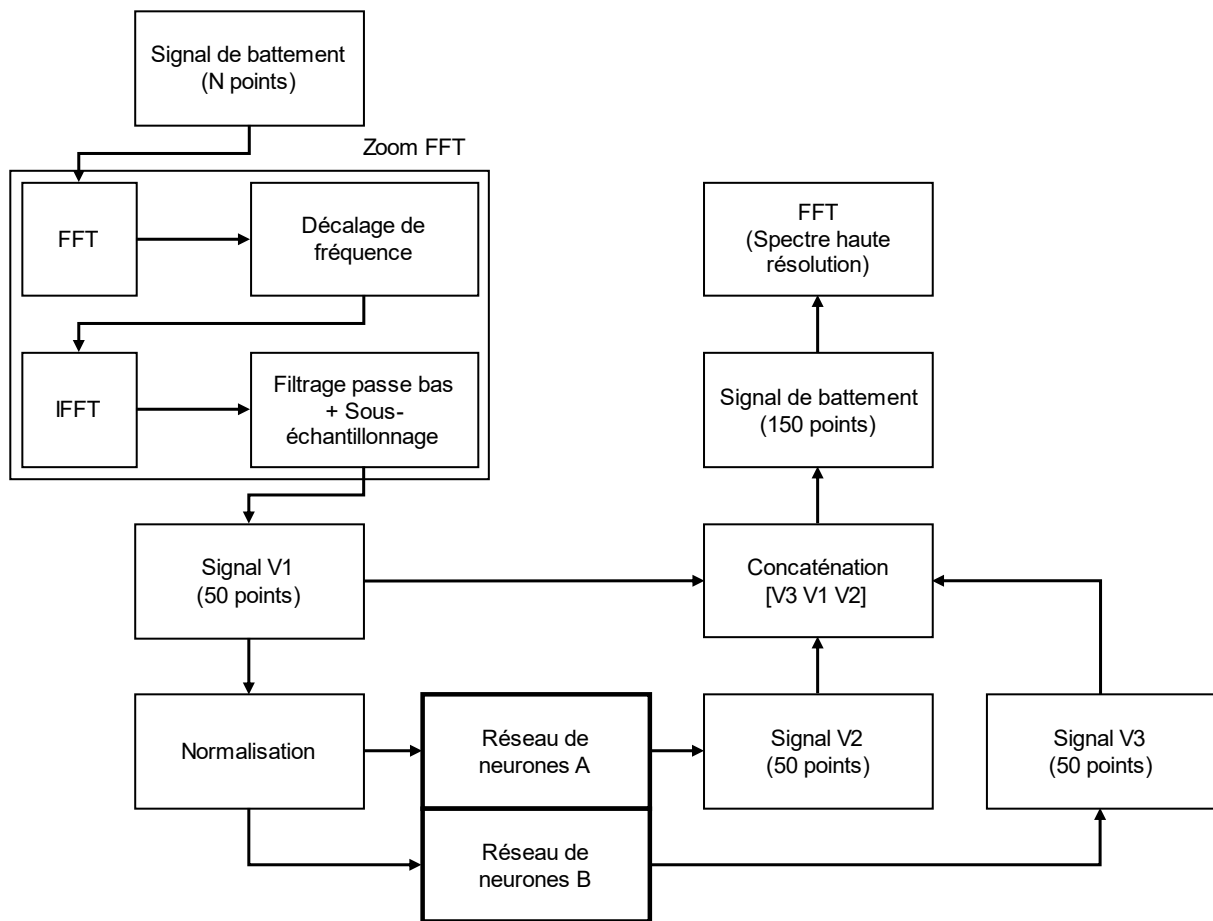 Signal de battement
(N points)
Zoom FFT
FFT
Décalage de
fréquence
IFFT
Filtrage passe bas
+ Sous-
échantillonnage
FFT
(Spectre haute
résolution)
Signal de battement
(150 points)
Signal V1
(50 points)
Concaténation
[V3 V1 V2]
Normalisation
Réseau de
neurones A
Signal V2
(50 points)
Signal V3
(50 points)
Réseau de
neurones B